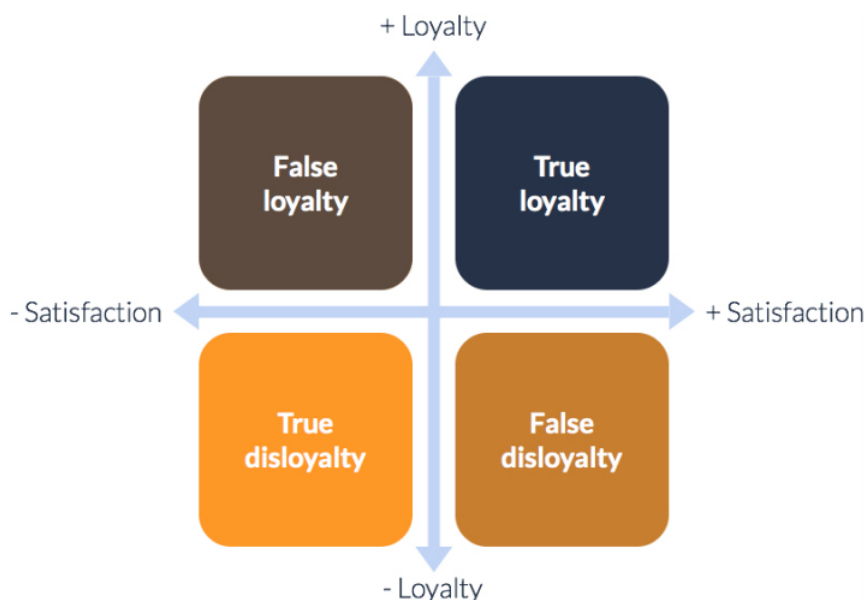 + Loyalty
False
loyalty
True
loyalty
- Satisfaction
+ Satisfaction
True
disloyalty
False
disloyalty
- Loyalty